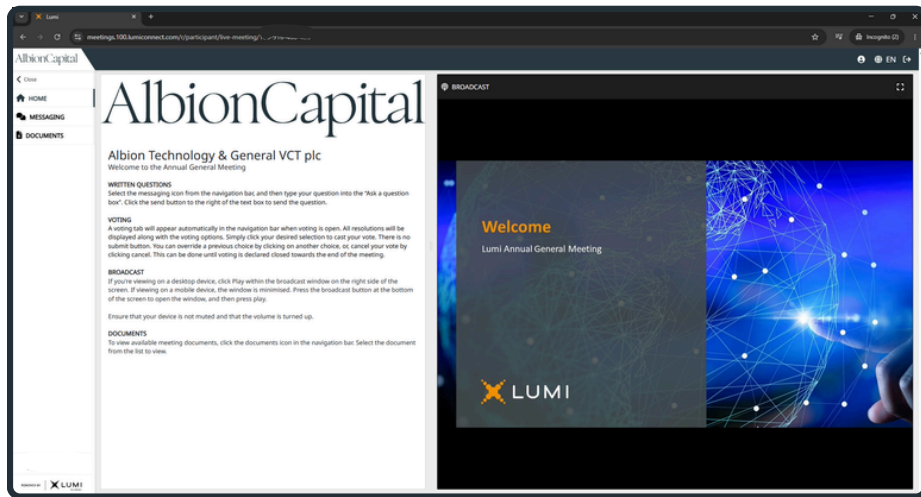 Lumi
meetings.100.lumiconnect.com/r/participant/live-meeting/
Incognito (2)
AlbionCapital
EN
Close
HOME
MESSAGING
DOCUMENTS
POWERED BY LUMI
AlbionCapital
Albion Technology & General VCT plc
Welcome to the Annual General Meeting
WRITTEN QUESTIONS
Select the messaging icon from the navigation bar, and then type your question into the "Ask a question
box". Click the send button to the right of the text box to send the question.
VOTING
A voting tab will appear automatically in the navigation bar when voting is open. All resolutions will be
displayed along with the voting options. Simply click your desired selection to cast your vote. There is no
submit button. You can override a previous choice by clicking on another choice, or, cancel your vote by
clicking cancel. This can be done until voting is declared closed towards the end of the meeting.
BROADCAST
If you're viewing on a desktop device, click Play within the broadcast window on the right side of the
screen. If viewing on a mobile device, the window is minimised. Press the broadcast button at the bottom
of the screen to open the window, and then press play.
Ensure that your device is not muted and that the volume is turned up.
DOCUMENTS
To view available meeting documents, click the documents icon in the navigation bar. Select the document
from the list to view.
BROADCAST
Welcome
Lumi Annual General Meeting
LUMI